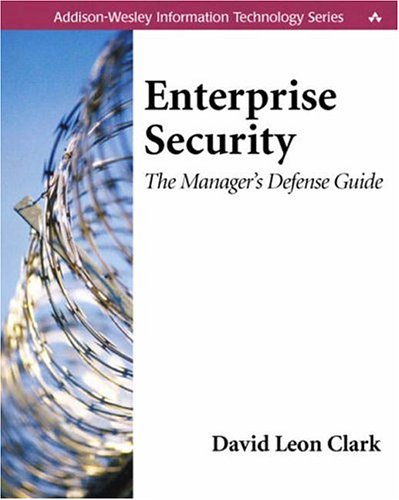 Addison-Wesley Information Technology Series
Enterprise
Security
The Manager's Defense Guide
David Leon Clark